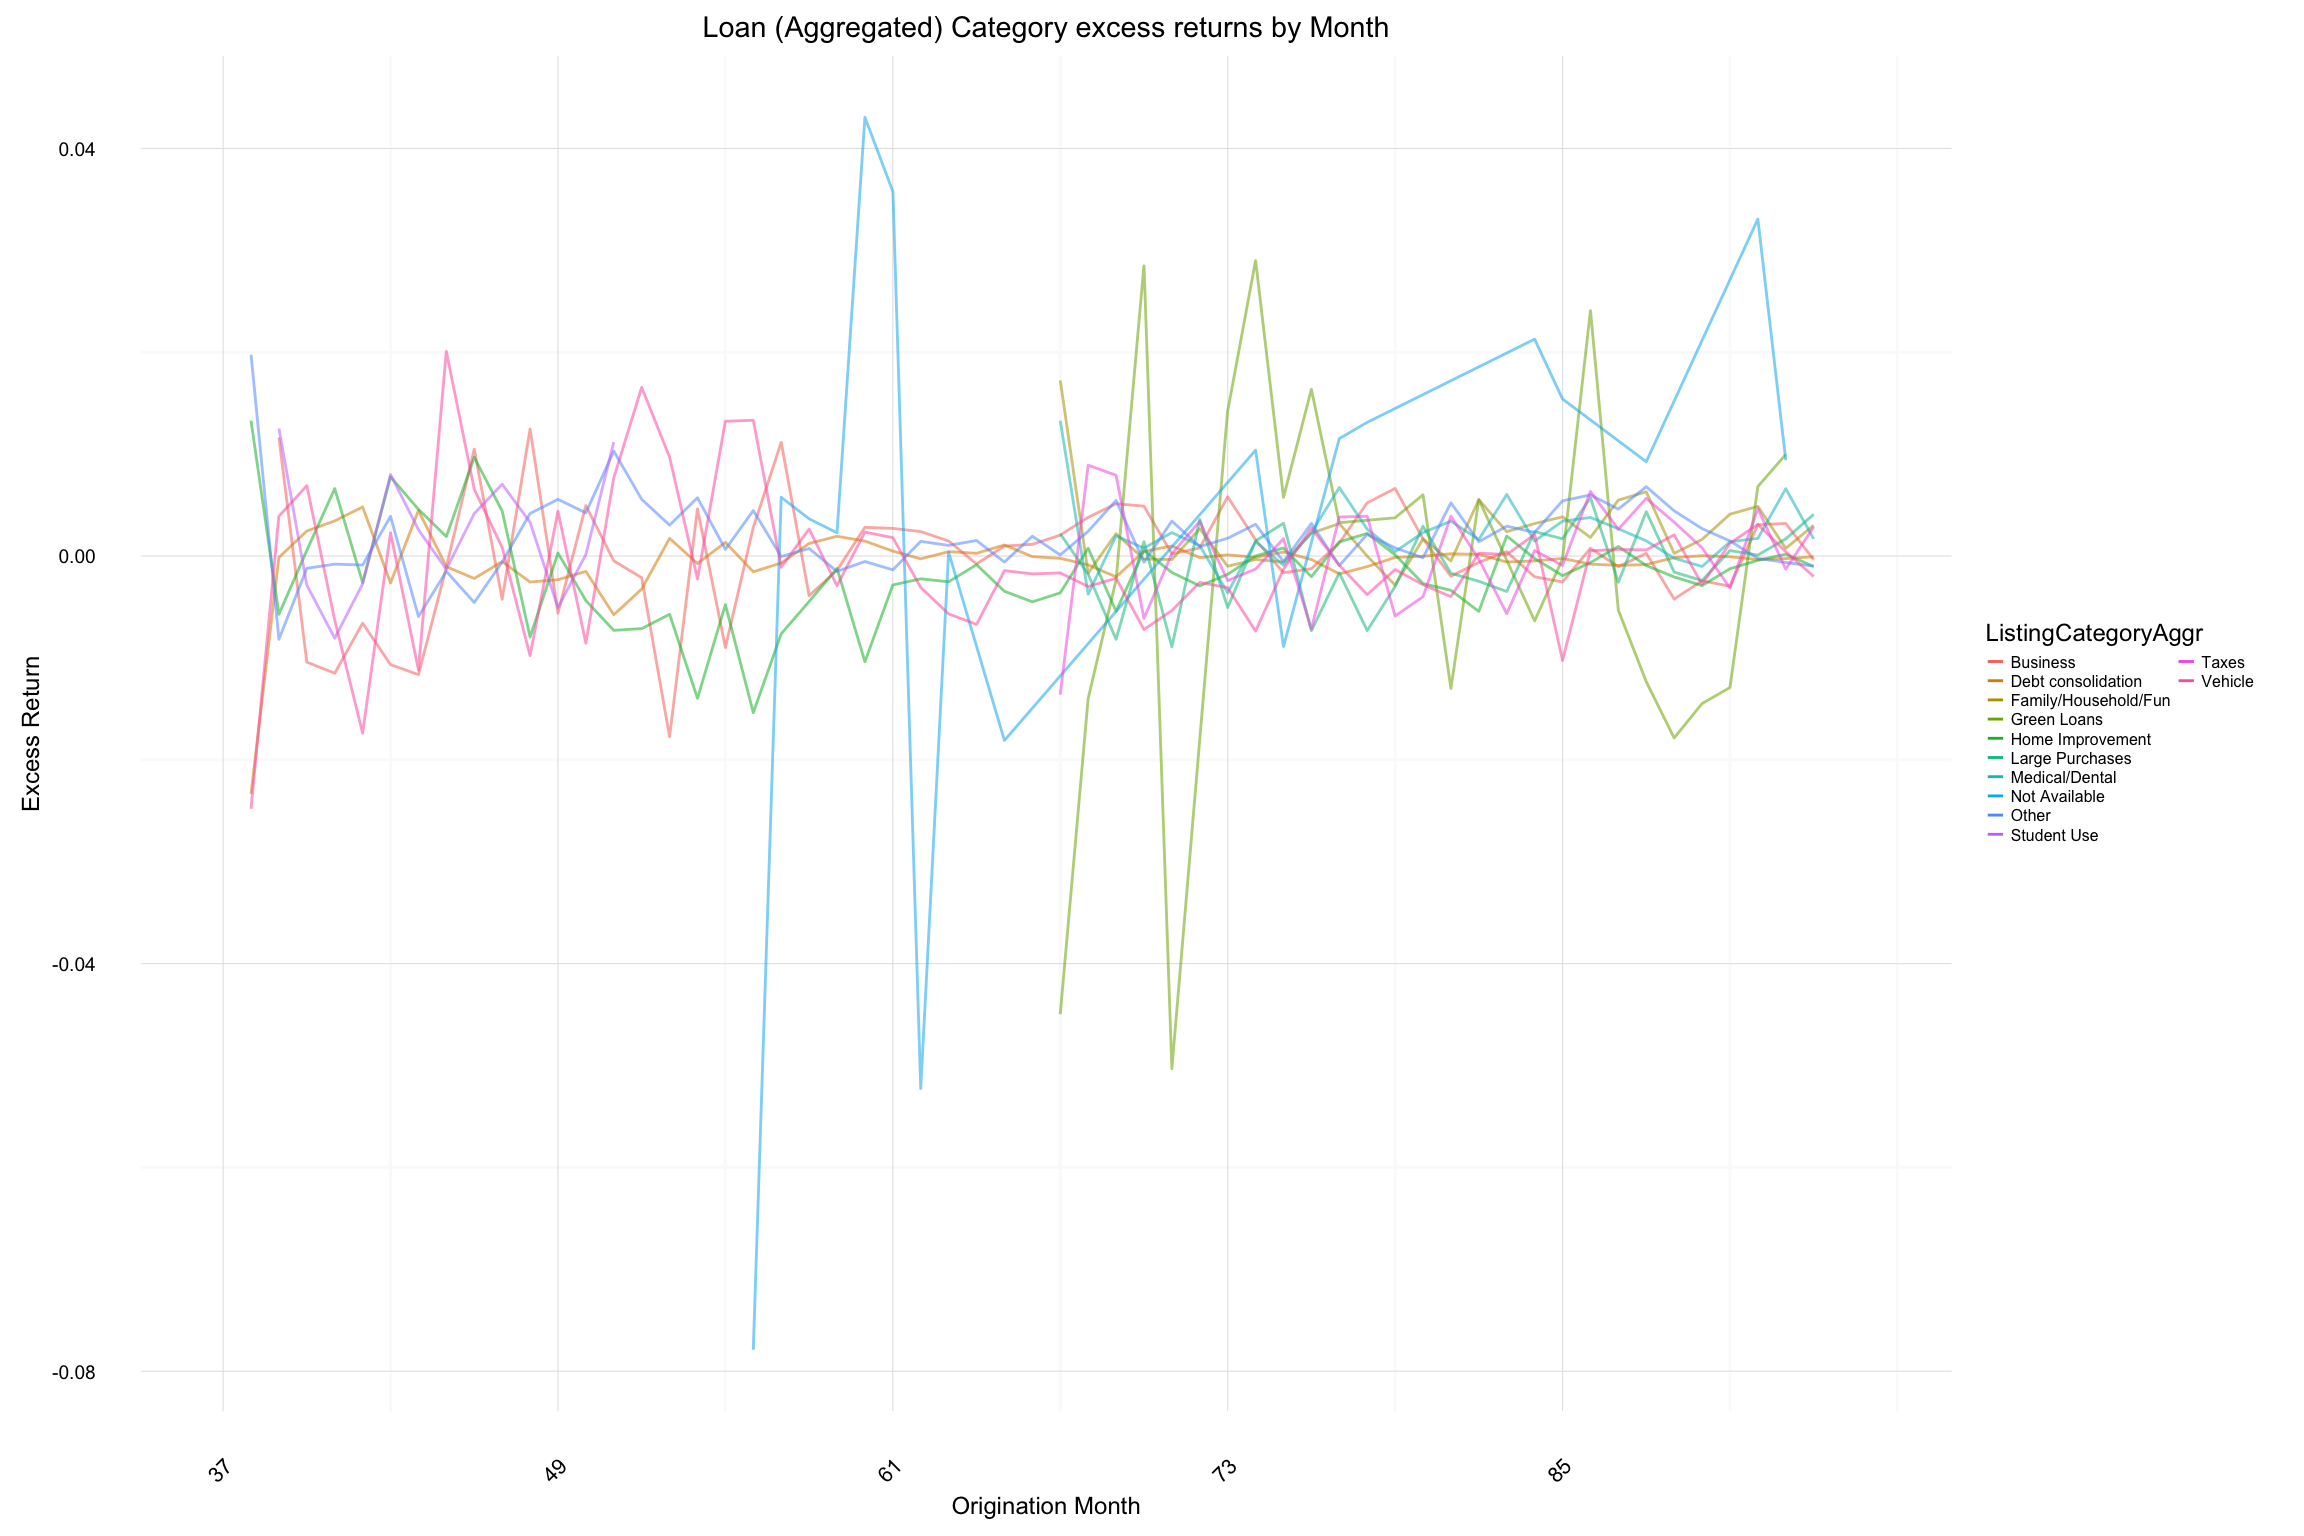 Loan (Aggregated) Category excess returns by Month
0.04
0.00
-0.04
-0.08
Excess Return
37
49
61
73
85
Origination Month
ListingCategoryAggr
Business
Debt consolidation
Family/Household/Fun
Green Loans
Home Improvement
Large Purchases
Medical/Dental
Not Available
Other
Student Use
Taxes
Vehicle